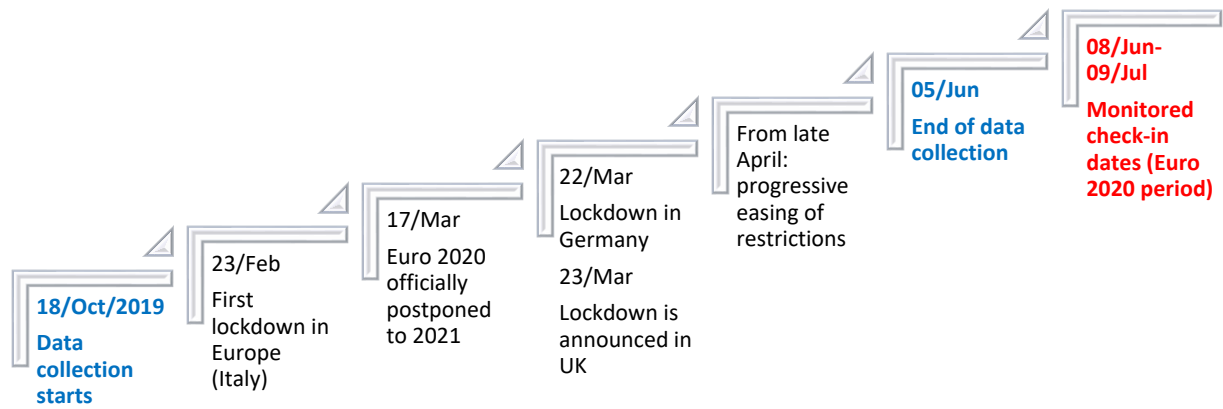 18/Oct/2019
Data
collection
starts
23/Feb
First
lockdown in
Europe
(Italy)
17/Mar
Euro 2020
officially
postponed
to 2021
22/Mar
Lockdown in
Germany
23/Mar
Lockdown is
announced in
UK
From late
April:
progressive
easing of
restrictions
05/Jun
End of data
collection
08/Jun-
09/Jul
Monitored
check-in
dates (Euro
2020 period)